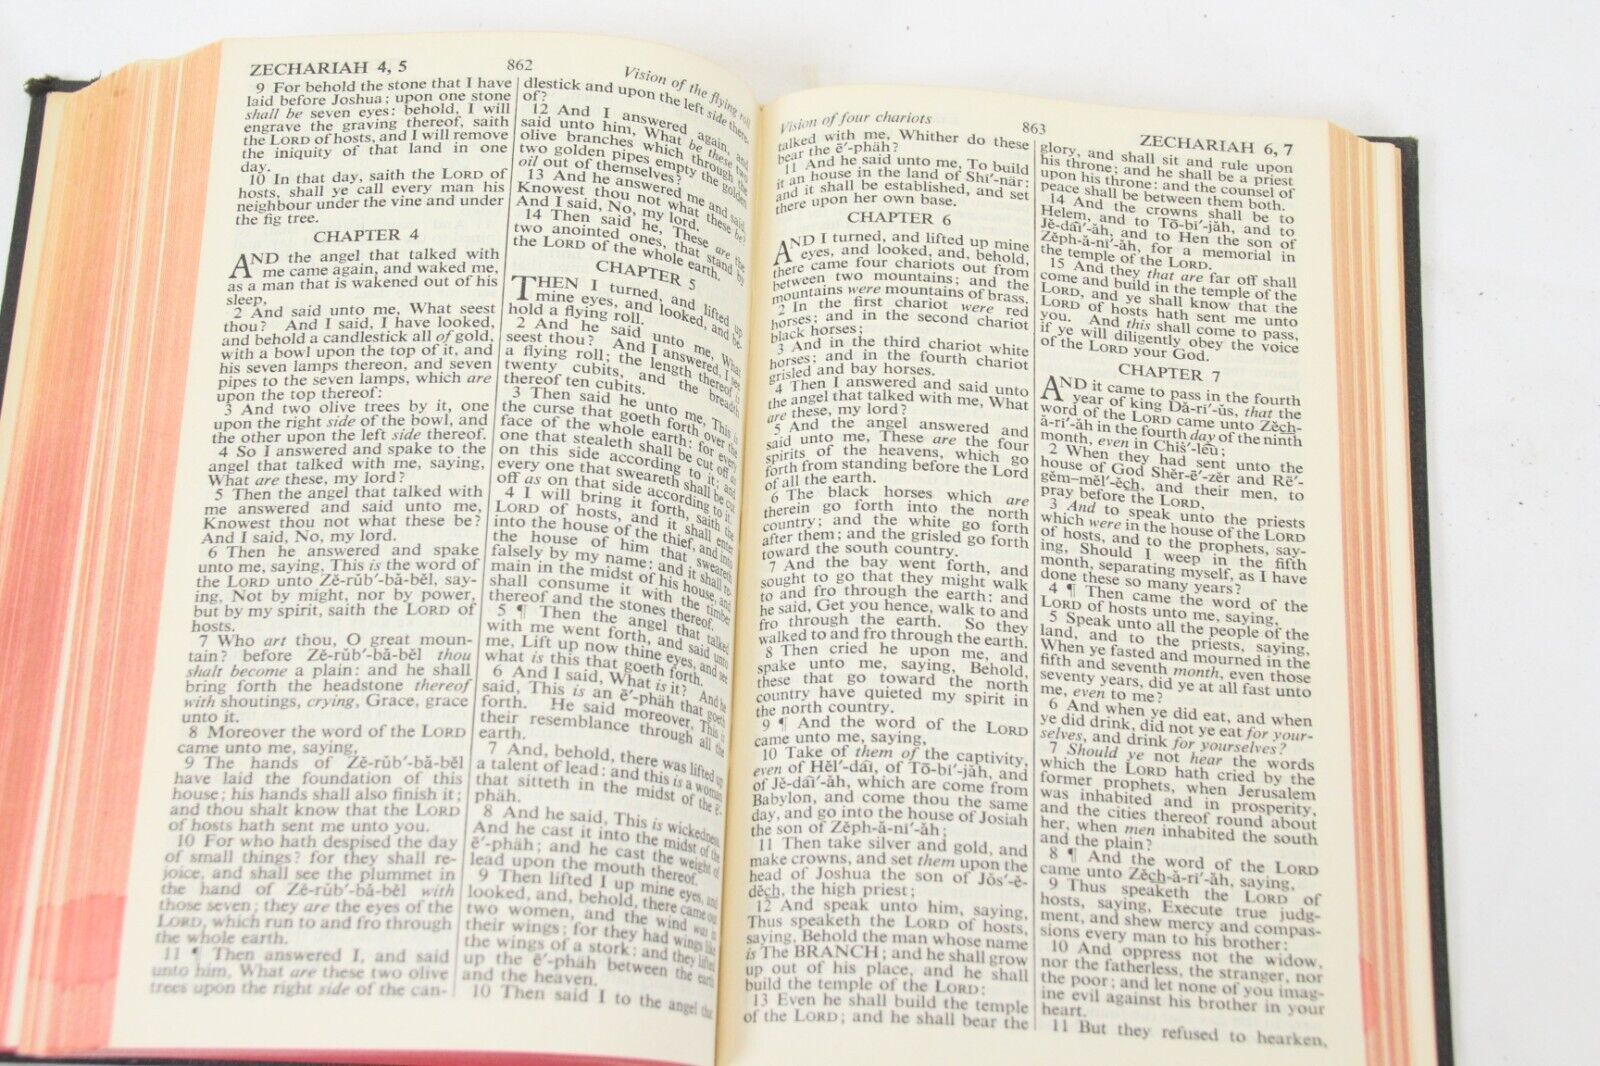 ZECHARIAH 4, 5
862
Vision of the flying roll
9 For behold the stone that I have
laid before Joshua; upon one stone
shall be seven eyes: behold, I will
engrave the graving thereof, saith
the LORD of hosts, and I will remove
the iniquity of that land in one
day.
10 In that day, saith the LORD of
hosts, shall ye call every man his
neighbour under the vine and under
the fig tree.
CHAPTER 4
AND the angel that talked with
me came again, and waked me,
as a man that is wakened out of his
sleep,
2 And said unto me, What seest
thou? And I said, I have looked,
and behold a candlestick all of gold,
with a bowl upon the top of it, and
his seven lamps thereon, and seven
pipes to the seven lamps, which are
upon the top thereof:
3 And two olive trees by it, one
upon the right side of the bowl, and
the other upon the left side thereof.
4 So I answered and spake to the
angel that talked with me, saying,
What are these, my lord?
5 Then the angel that talked with
me answered and said unto me,
Knowest thou not what these be?
And I said, No, my lord.
6 Then he answered and spake
unto me, saying, This is the word of
the LORD unto Zĕ-rŭb′-bă-bĕl, say-
ing, Not by might, nor by power,
but by my spirit, saith the LORD of
hosts.
7 Who art thou, O great moun-
tain? before Zĕ-rŭb′-bă-bĕl thou
shalt become a plain: and he shall
bring forth the headstone thereof
with shoutings, crying, Grace, grace
unto it.
8 Moreover the word of the LORD
came unto me, saying,
9 The hands of Zĕ-rŭb′-bă-bĕl
have laid the foundation of this
house; his hands shall also finish it;
and thou shalt know that the LORD
of hosts hath sent me unto you.
10 For who hath despised the day
of small things? for they shall re-
joice, and shall see the plummet in
the hand of Zĕ-rŭb′-bă-bĕl with
those seven; they are the eyes of the
LORD, which run to and fro through
the whole earth.
11 ¶ Then answered I, and said
unto him, What are these two olive
trees upon the right side of the can-
dlestick and upon the left side there-
of?
12 And I answered again, and
said unto him, What be these two
olive branches which through the
two golden pipes empty the golden
oil out of themselves?
13 And he answered me and said,
Knowest thou not what these be?
And I said, No, my lord.
14 Then said he, These are the
two anointed ones, that stand by
the LORD of the whole earth.
CHAPTER 5
THEN I turned, and lifted up
mine eyes, and looked, and be-
hold a flying roll.
2 And he said unto me, What
seest thou? And I answered, I see
a flying roll; the length thereof is
twenty cubits, and the breadth
thereof ten cubits.
3 Then said he unto me, This is
the curse that goeth forth over the
face of the whole earth: for every
one that stealeth shall be cut off as
on this side according to it; and
every one that sweareth shall be cut
off as on that side according to it.
4 I will bring it forth, saith the
LORD of hosts, and it shall enter
into the house of the thief, and into
the house of him that sweareth
falsely by my name: and it shall re-
main in the midst of his house, and
shall consume it with the timber
thereof and the stones thereof.
5 ¶ Then the angel that talked
with me went forth, and said unto
me, Lift up now thine eyes, and see
what is this that goeth forth.
6 And I said, What is it? And he
said, This is an ē′-phäh that goeth
forth. He said moreover, This is
their resemblance through all the
earth.
7 And, behold, there was lifted up
a talent of lead: and this is a woman
that sitteth in the midst of the ē′-
phäh.
8 And he said, This is wickedness.
And he cast it into the midst of the
ē′-phäh; and he cast the weight of
lead upon the mouth thereof.
9 Then lifted I up mine eyes, and
looked, and, behold, there came out
two women, and the wind was in
their wings; for they had wings like
the wings of a stork: and they lifted
up the ē′-phäh between the earth
and the heaven.
10 Then said I to the angel that
Vision of four chariots
863
ZECHARIAH 6, 7
talked with me, Whither do these
bear the ē′-phäh?
11 And he said unto me, To build
it an house in the land of Shī′-när:
and it shall be established, and set
there upon her own base.
CHAPTER 6
AND I turned, and lifted up mine
eyes, and looked, and, behold,
there came four chariots out from
between two mountains; and the
mountains were mountains of brass.
2 In the first chariot were red
horses; and in the second chariot
black horses;
3 And in the third chariot white
horses; and in the fourth chariot
grisled and bay horses.
4 Then I answered and said unto
the angel that talked with me, What
are these, my lord?
5 And the angel answered and
said unto me, These are the four
spirits of the heavens, which go
forth from standing before the Lord
of all the earth.
6 The black horses which are
therein go forth into the north
country; and the white go forth
after them; and the grisled go forth
toward the south country.
7 And the bay went forth, and
sought to go that they might walk
to and fro through the earth: and
he said, Get you hence, walk to and
fro through the earth. So they
walked to and fro through the earth.
8 Then cried he upon me, and
spake unto me, saying, Behold,
these that go toward the north
country have quieted my spirit in
the north country.
9 ¶ And the word of the LORD
came unto me, saying,
10 Take of them of the captivity,
even of Hĕl′-daī, of Tō-bī′-jăh, and
of Jĕ-daī′-ăh, which are come from
Babylon, and come thou the same
day, and go into the house of Josiah
the son of Zĕph-ă-nī′-ăh;
11 Then take silver and gold, and
make crowns, and set them upon the
head of Joshua the son of Jŏs′-ĕ-
dĕch, the high priest;
12 And speak unto him, saying,
Thus speaketh the LORD of hosts,
saying, Behold the man whose name
is The BRANCH; and he shall grow
up out of his place, and he shall
build the temple of the LORD:
13 Even he shall build the temple
of the LORD; and he shall bear the
glory, and shall sit and rule upon
his throne; and he shall be a priest
upon his throne: and the counsel of
peace shall be between them both.
14 And the crowns shall be to
Helem, and to Tō-bī′-jăh, and to
Jĕ-daī′-ăh, and to Hen the son of
Zĕph-ă-nī′-ăh, for a memorial in
the temple of the LORD.
15 And they that are far off shall
come and build in the temple of the
LORD, and ye shall know that the
LORD of hosts hath sent me unto
you. And this shall come to pass,
if ye will diligently obey the voice
of the LORD your God.
CHAPTER 7
AND it came to pass in the fourth
year of king Dă-rī′-ŭs, that the
word of the LORD came unto Zĕch-
ă-rī′-ăh in the fourth day of the ninth
month, even in Chĭs′-leū;
2 When they had sent unto the
house of God Shĕr-ē′-zĕr and Rē′-
gĕm-mĕl′-ĕch, and their men, to
pray before the LORD,
3 And to speak unto the priests
which were in the house of the LORD
of hosts, and to the prophets, say-
ing, Should I weep in the fifth
month, separating myself, as I have
done these so many years?
4 ¶ Then came the word of the
LORD of hosts unto me, saying,
5 Speak unto all the people of the
land, and to the priests, saying,
When ye fasted and mourned in the
fifth and seventh month, even those
seventy years, did ye at all fast unto
me, even to me?
6 And when ye did eat, and when
ye did drink, did not ye eat for your-
selves, and drink for yourselves?
7 Should ye not hear the words
which the LORD hath cried by the
former prophets, when Jerusalem
was inhabited and in prosperity,
and the cities thereof round about
her, when men inhabited the south
and the plain?
8 ¶ And the word of the LORD
came unto Zĕch-ă-rī′-ăh, saying,
9 Thus speaketh the LORD of
hosts, saying, Execute true judg-
ment, and shew mercy and compas-
sions every man to his brother:
10 And oppress not the widow,
nor the fatherless, the stranger, nor
the poor; and let none of you imag-
ine evil against his brother in your
heart.
11 But they refused to hearken,